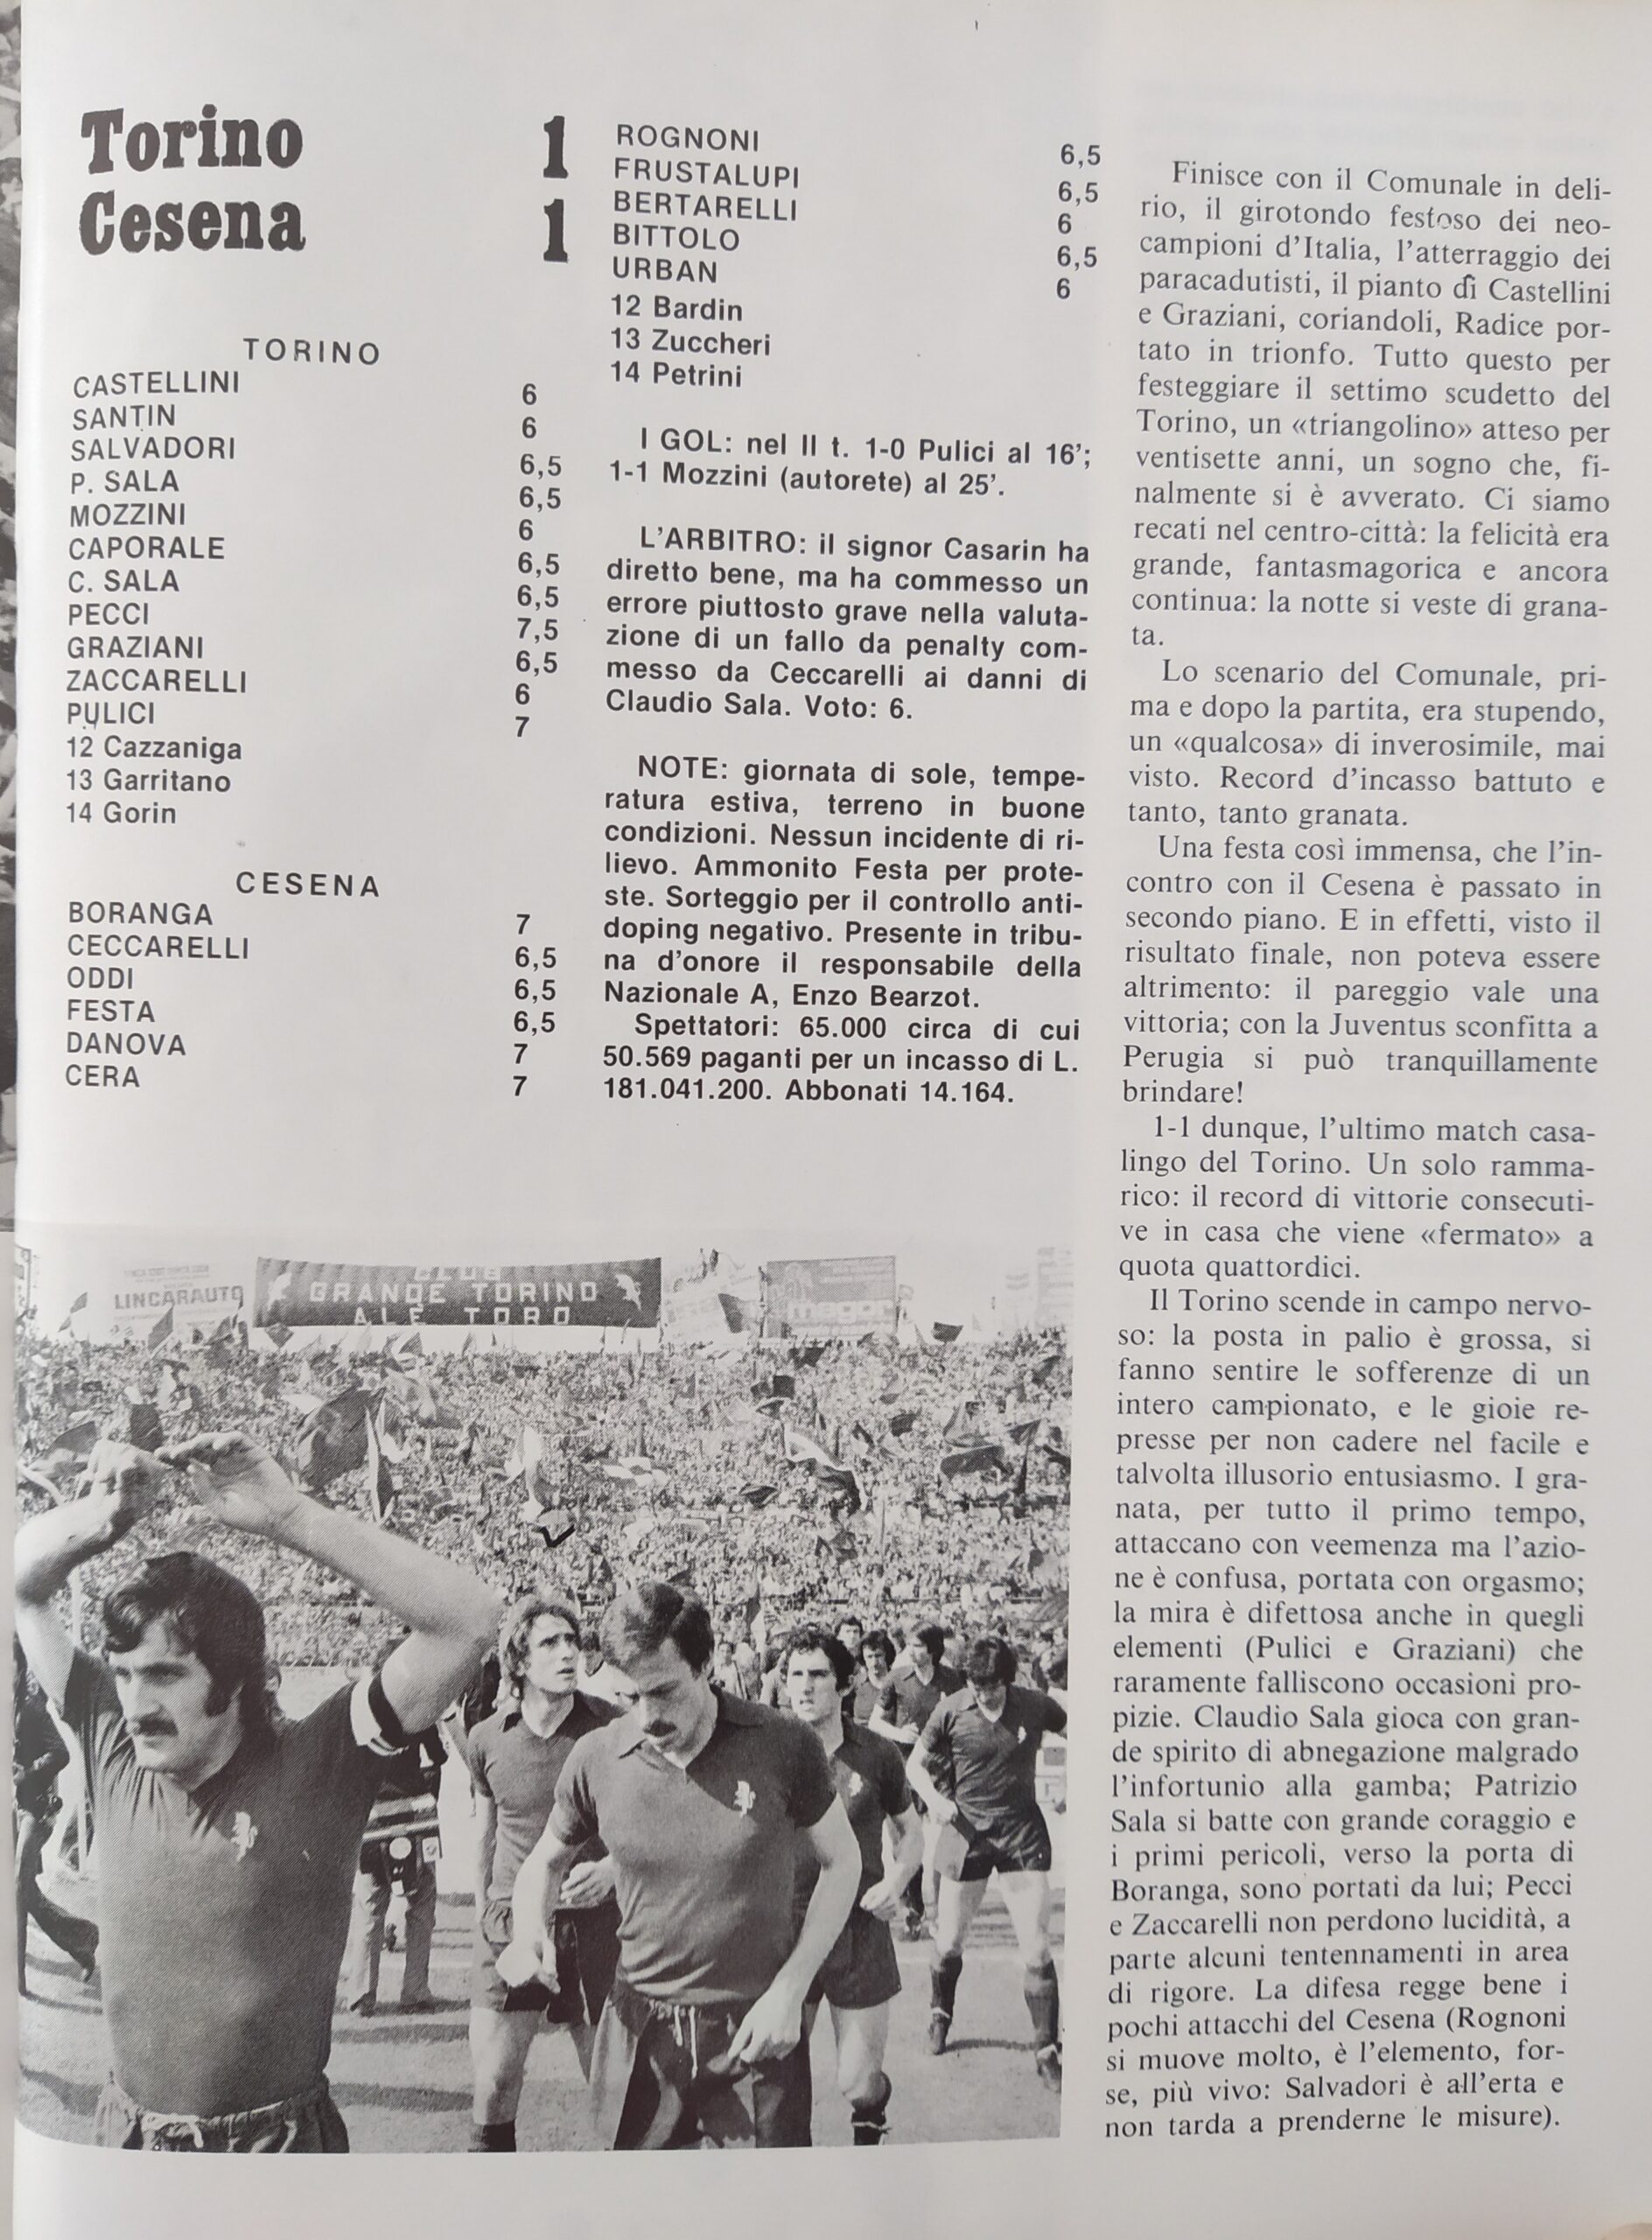 Torino 1
Cesena 1
TORINO
CASTELLINI 6
SANTIN 6
SALVADORI 6,5
P. SALA 6,5
MOZZINI 6
CAPORALE 6,5
C. SALA 6,5
PECCI 7,5
GRAZIANI 6,5
ZACCARELLI 6
PULICI 7
12 Cazzaniga
13 Garritano
14 Gorin
CESENA
BORANGA 7
CECCARELLI 6,5
ODDI 6,5
FESTA 6,5
DANOVA 7
CERA 7
ROGNONI 6,5
FRUSTALUPI 6,5
BERTARELLI 6
BITTOLO 6,5
URBAN 6
12 Bardin
13 Zuccheri
14 Petrini
I GOL: nel II t. 1-0 Pulici al 16';
1-1 Mozzini (autorete) al 25'.
L'ARBITRO: il signor Casarin ha
diretto bene, ma ha commesso un
errore piuttosto grave nella valuta-
zione di un fallo da penalty com-
messo da Ceccarelli ai danni di
Claudio Sala. Voto: 6.
NOTE: giornata di sole, tempe-
ratura estiva, terreno in buone
condizioni. Nessun incidente di ri-
lievo. Ammonito Festa per prote-
ste. Sorteggio per il controllo anti-
doping negativo. Presente in tribu-
na d'onore il responsabile della
Nazionale A, Enzo Bearzot.
Spettatori: 65.000 circa di cui
50.569 paganti per un incasso di L.
181.041.200. Abbonati 14.164.
Finisce con il Comunale in deli-
rio, il girotondo festoso dei neo-
campioni d'Italia, l'atterraggio dei
paracadutisti, il pianto di Castellini
e Graziani, coriandoli, Radice por-
tato in trionfo. Tutto questo per
festeggiare il settimo scudetto del
Torino, un «triangolino» atteso per
ventisette anni, un sogno che, fi-
nalmente si è avverato. Ci siamo
recati nel centro-città: la felicità era
grande, fantasmagorica e ancora
continua: la notte si veste di grana-
ta.
Lo scenario del Comunale, pri-
ma e dopo la partita, era stupendo,
un «qualcosa» di inverosimile, mai
visto. Record d'incasso battuto e
tanto, tanto granata.
Una festa così immensa, che l'in-
contro con il Cesena è passato in
secondo piano. E in effetti, visto il
risultato finale, non poteva essere
altrimento: il pareggio vale una
vittoria; con la Juventus sconfitta a
Perugia si può tranquillamente
brindare!
1-1 dunque, l'ultimo match casa-
lingo del Torino. Un solo ramma-
rico: il record di vittorie consecuti-
ve in casa che viene «fermato» a
quota quattordici.
Il Torino scende in campo nervo-
so: la posta in palio è grossa, si
fanno sentire le sofferenze di un
intero campionato, e le gioie re-
presse per non cadere nel facile e
talvolta illusorio entusiasmo. I gra-
nata, per tutto il primo tempo,
attaccano con veemenza ma l'azio-
ne è confusa, portata con orgasmo;
la mira è difettosa anche in quegli
elementi (Pulici e Graziani) che
raramente falliscono occasioni pro-
pizie. Claudio Sala gioca con gran-
de spirito di abnegazione malgrado
l'infortunio alla gamba; Patrizio
Sala si batte con grande coraggio e
i primi pericoli, verso la porta di
Boranga, sono portati da lui; Pecci
e Zaccarelli non perdono lucidità, a
parte alcuni tentennamenti in area
di rigore. La difesa regge bene i
pochi attacchi del Cesena (Rognoni
si muove molto, è l'elemento, for-
se, più vivo: Salvadori è all'erta e
non tarda a prenderne le misure).
LINCARAUTO
CLUB
GRANDE TORINO
ALE TORO